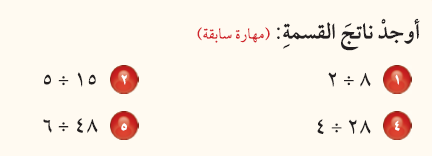 أوجدْ ناتجَ القسمةِ: (مهارة سابقة)
١ ٨ ÷ ٢ ٢ ١٥ ÷ ٥
٤ ٢٨ ÷ ٤ ٥ ٤٨ ÷ ٦